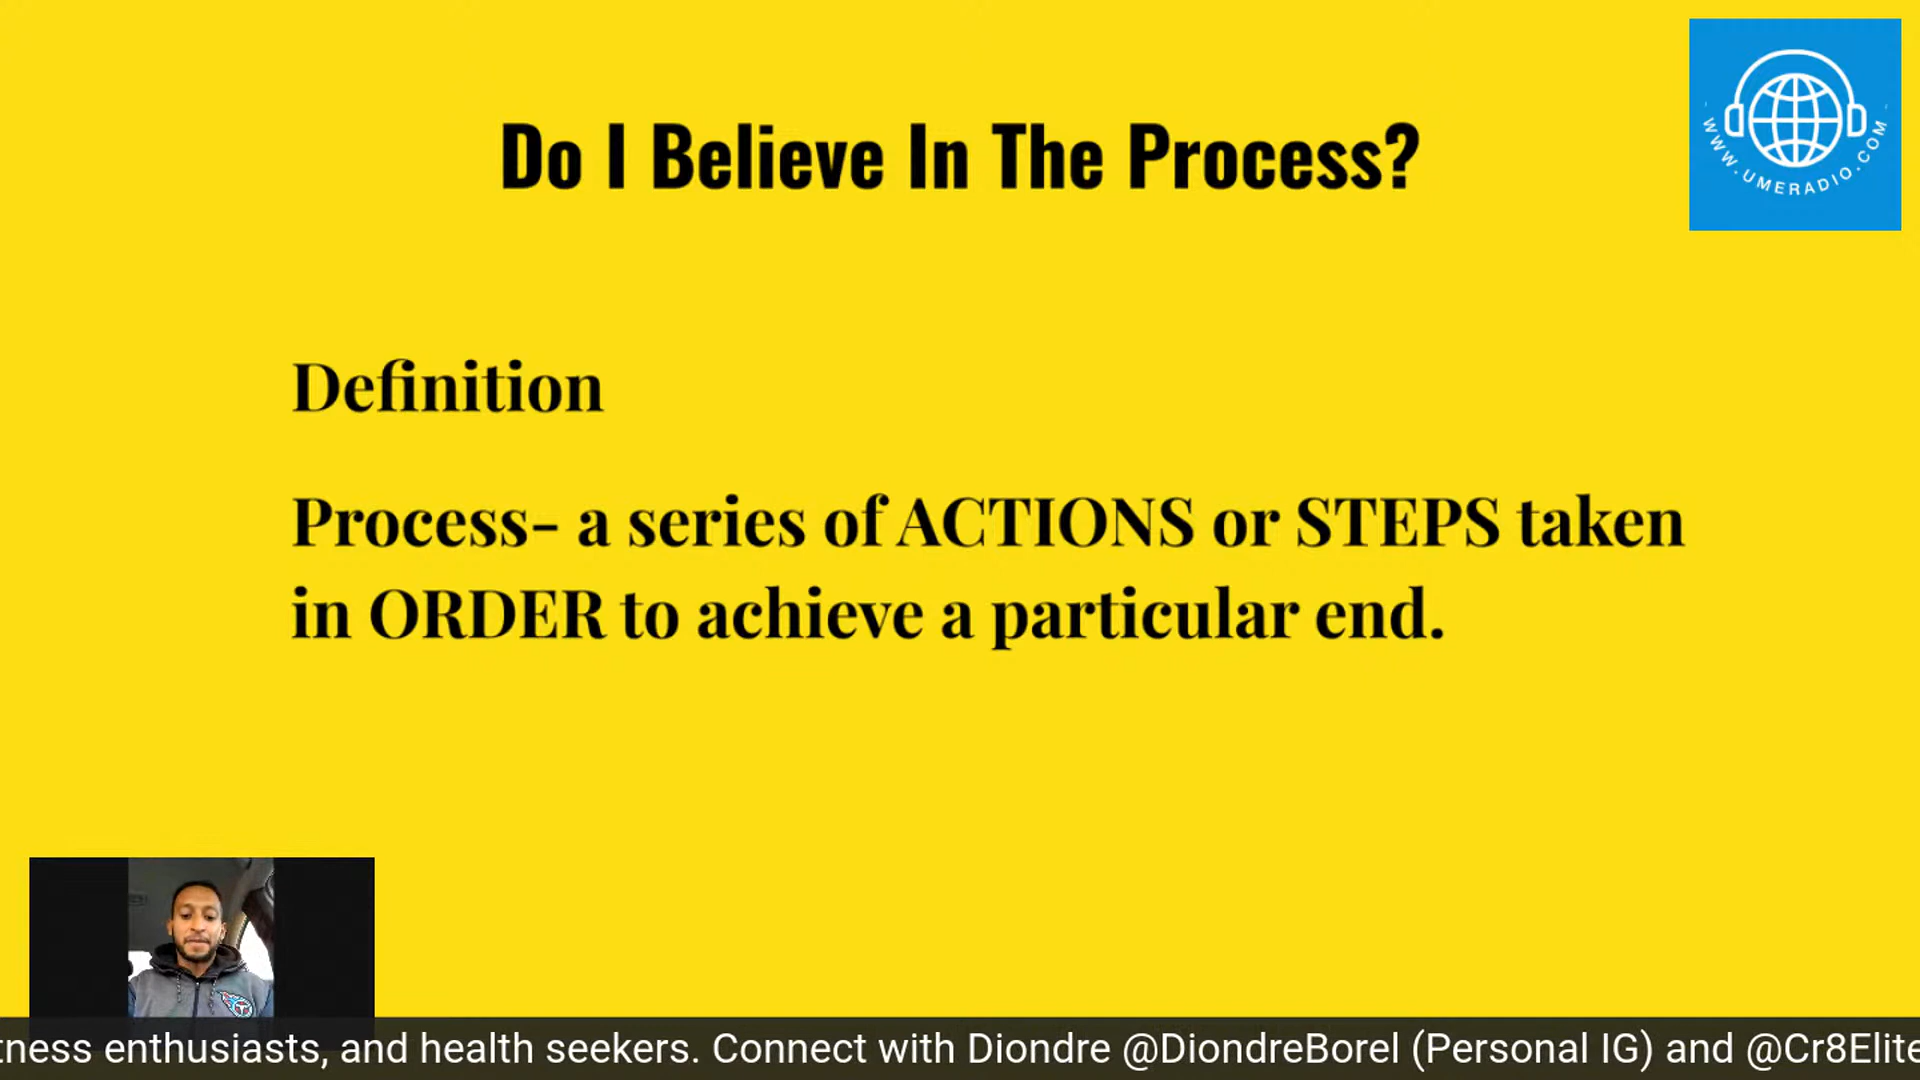 Do I Believe In The Process?
WWW.UMERADIO.COM
Definition
Process- a series of ACTIONS or STEPS taken
in ORDER to achieve a particular end.
tness enthusiasts, and health seekers. Connect with Diondre @DiondreBorel (Personal IG) and @Cr8Elite